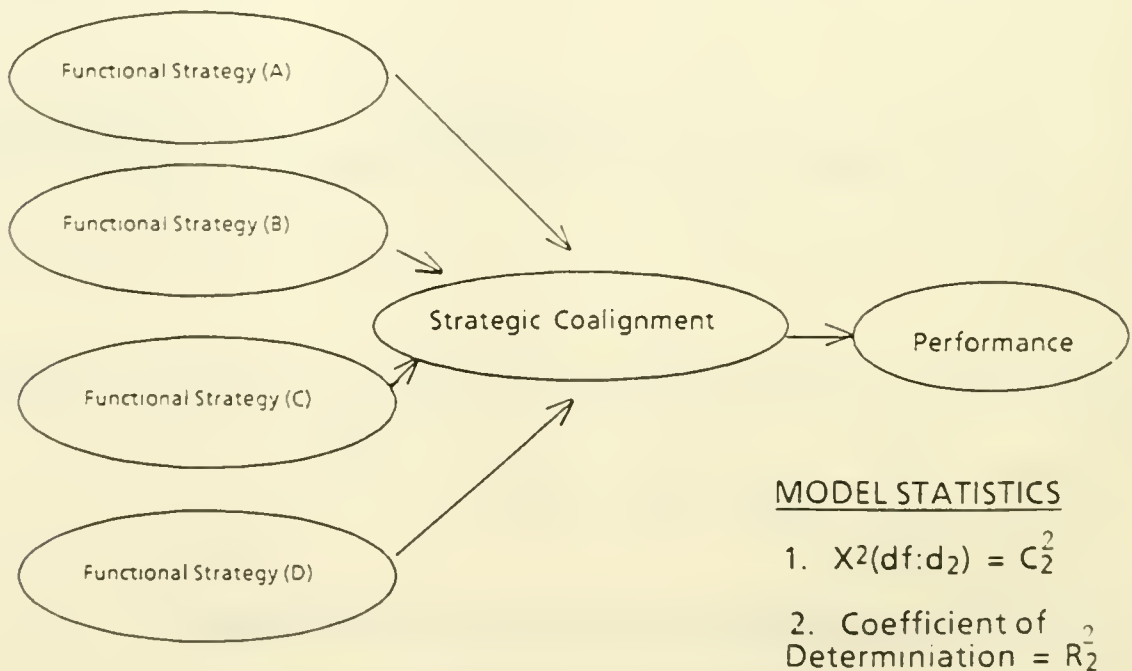 Functional Strategy (A)
Functional Strategy (B)
Strategic Coalignment
Performance
Functional Strategy (C)
Functional Strategy (D)
MODEL STATISTICS
1. X²(df:d₂) = C₂²
2. Coefficient of
Determiniation = R₂²